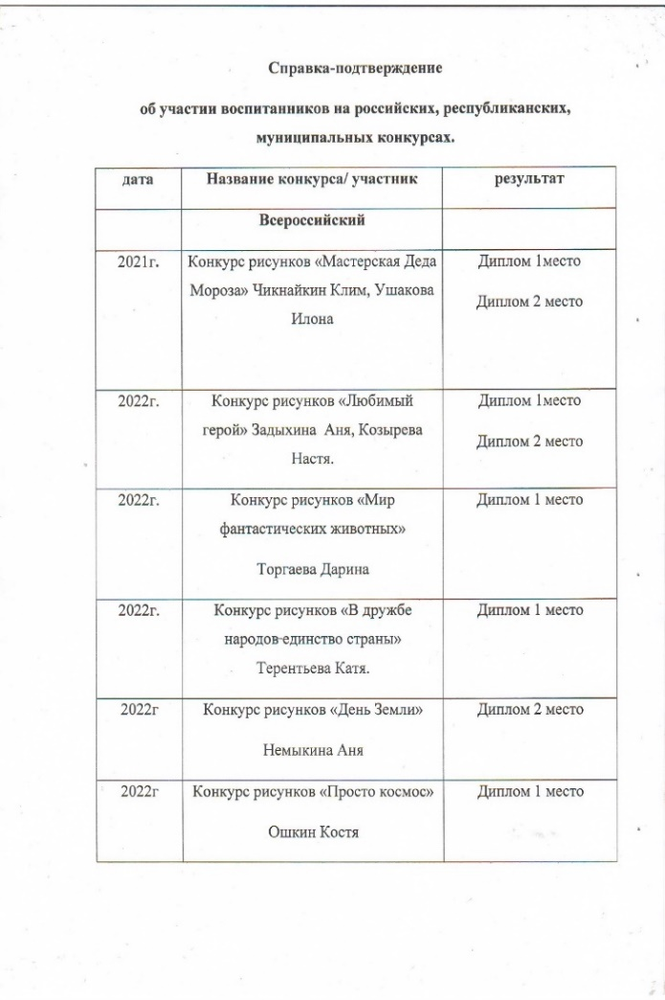 Справка-подтверждение
об участии воспитанников на российских, республиканских,
муниципальных конкурсах.
дата Название конкурса/ участник результат
Всероссийский
2021г. Конкурс рисунков «Мастерская Деда Диплом 1место
Мороза» Чикнайкин Клим, Ушакова Диплом 2 место
Илона
2022г. Конкурс рисунков «Любимый Диплом 1место
герой» Задыхина Аня, Козырева Диплом 2 место
Настя.
2022г. Конкурс рисунков «Мир Диплом 1 место
фантастических животных»
Торгаева Дарина
2022г. Конкурс рисунков «В дружбе Диплом 1 место
народов-единство страны»
Терентьева Катя.
2022г Конкурс рисунков «День Земли» Диплом 2 место
Немыкина Аня
2022г Конкурс рисунков «Просто космос» Диплом 1 место
Ошкин Костя